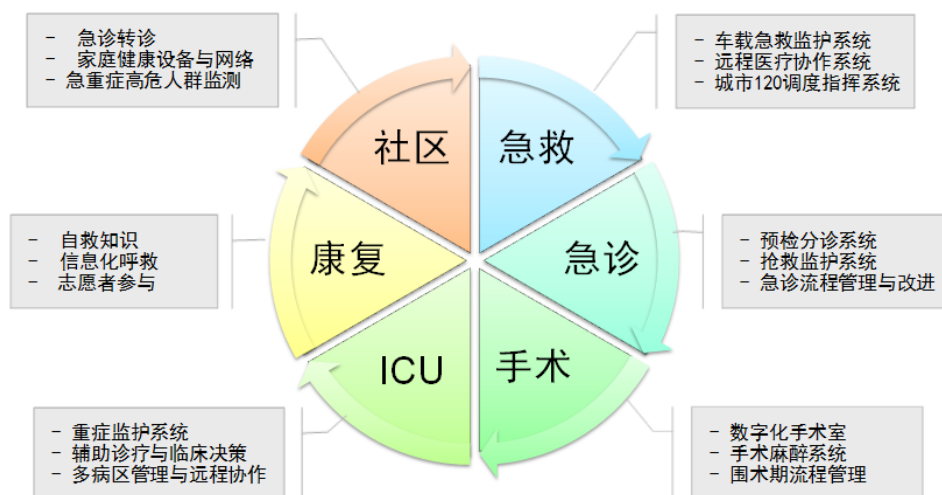 - 急诊转诊
- 家庭健康设备与网络
- 急重症高危人群监测
- 车载急救监护系统
- 远程医疗协作系统
- 城市120调度指挥系统
社区
急救
- 自救知识
- 信息化呼救
- 志愿者参与
康复
急诊
- 预检分诊系统
- 抢救监护系统
- 急诊流程管理与改进
ICU
手术
- 重症监护系统
- 辅助诊疗与临床决策
- 多病区管理与远程协作
- 数字化手术室
- 手术麻醉系统
- 围术期流程管理